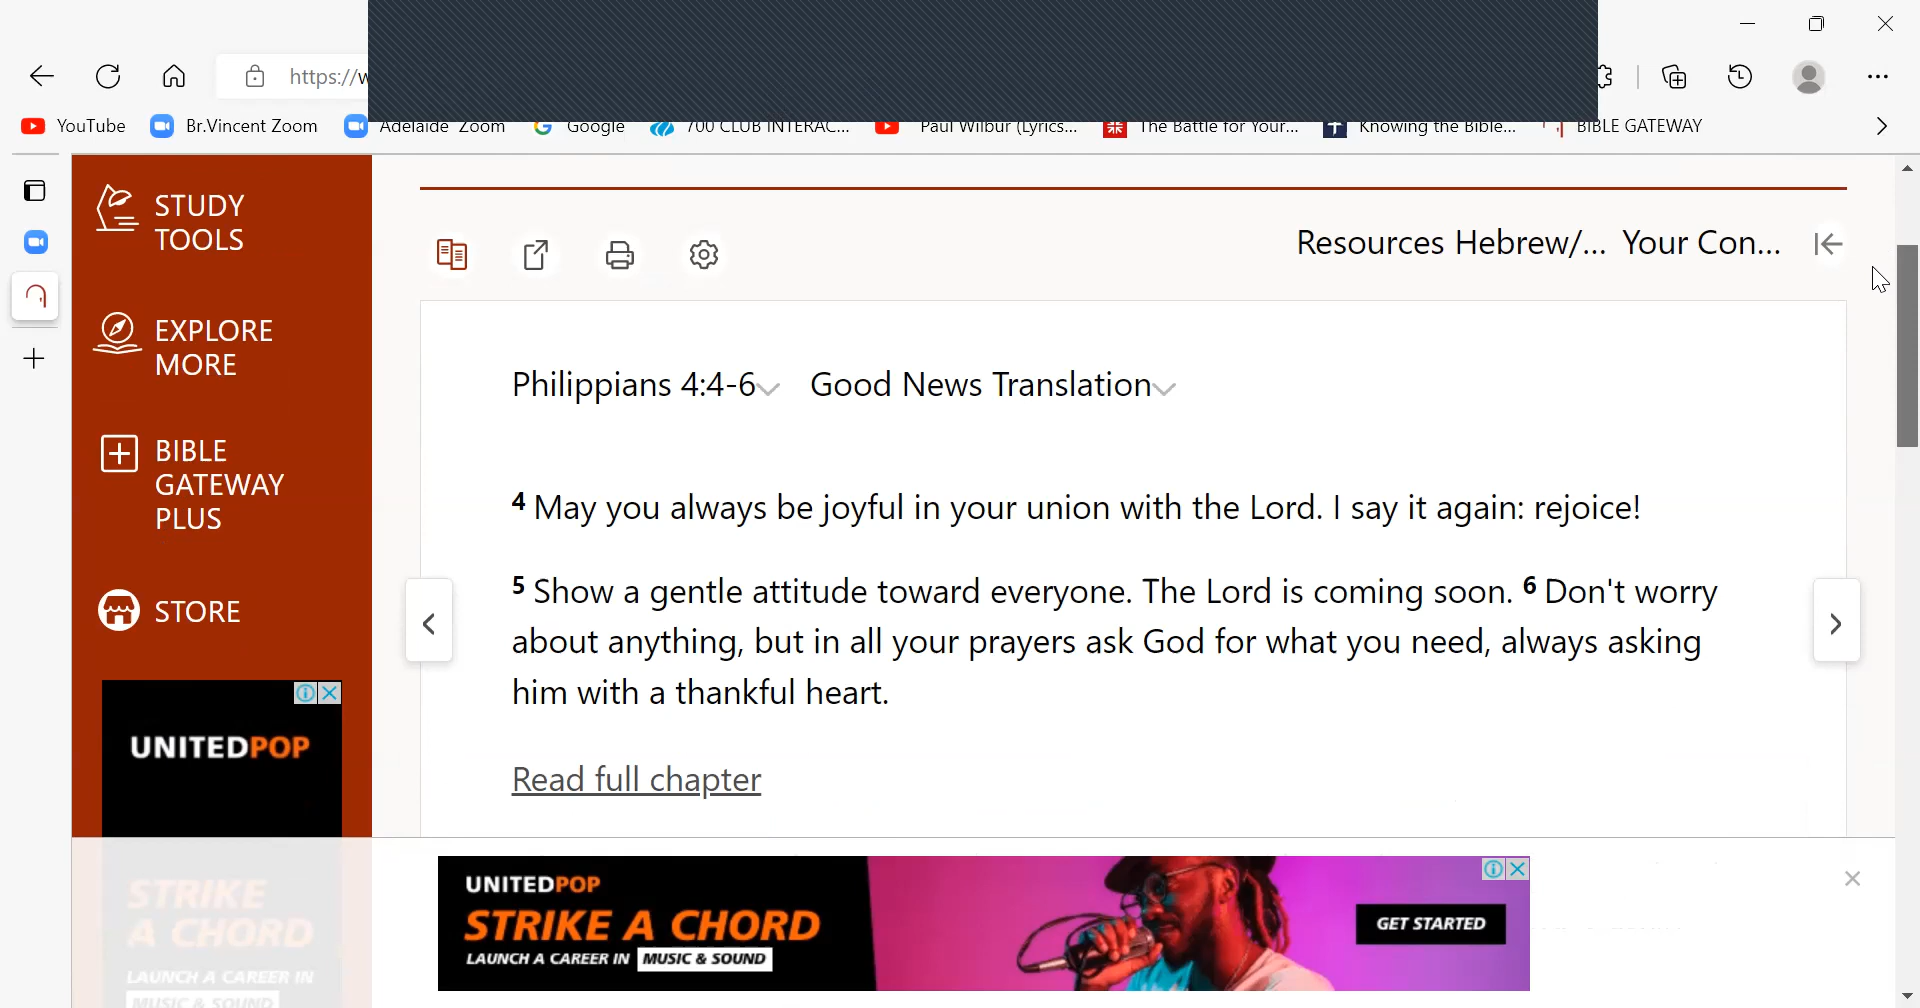 https://w
YouTube
Br.Vincent Zoom
Adelaide Zoom
Google
700 CLUB INTERAC...
Paul Wilbur (Lyrics...
The Battle for Your...
Knowing the Bible...
BIBLE GATEWAY
STUDY
TOOLS
EXPLORE
MORE
BIBLE
GATEWAY
PLUS
STORE
UNITEDPOP
STRIKE
A CHORD
LAUNCH A CAREER IN
MUSIC & SOUND
Resources Hebrew/... Your Con...
Philippians 4:4-6 Good News Translation
4 May you always be joyful in your union with the Lord. I say it again: rejoice!
5 Show a gentle attitude toward everyone. The Lord is coming soon. 6 Don't worry
about anything, but in all your prayers ask God for what you need, always asking
him with a thankful heart.
Read full chapter
UNITEDPOP
STRIKE A CHORD
LAUNCH A CAREER IN MUSIC & SOUND
GET STARTED